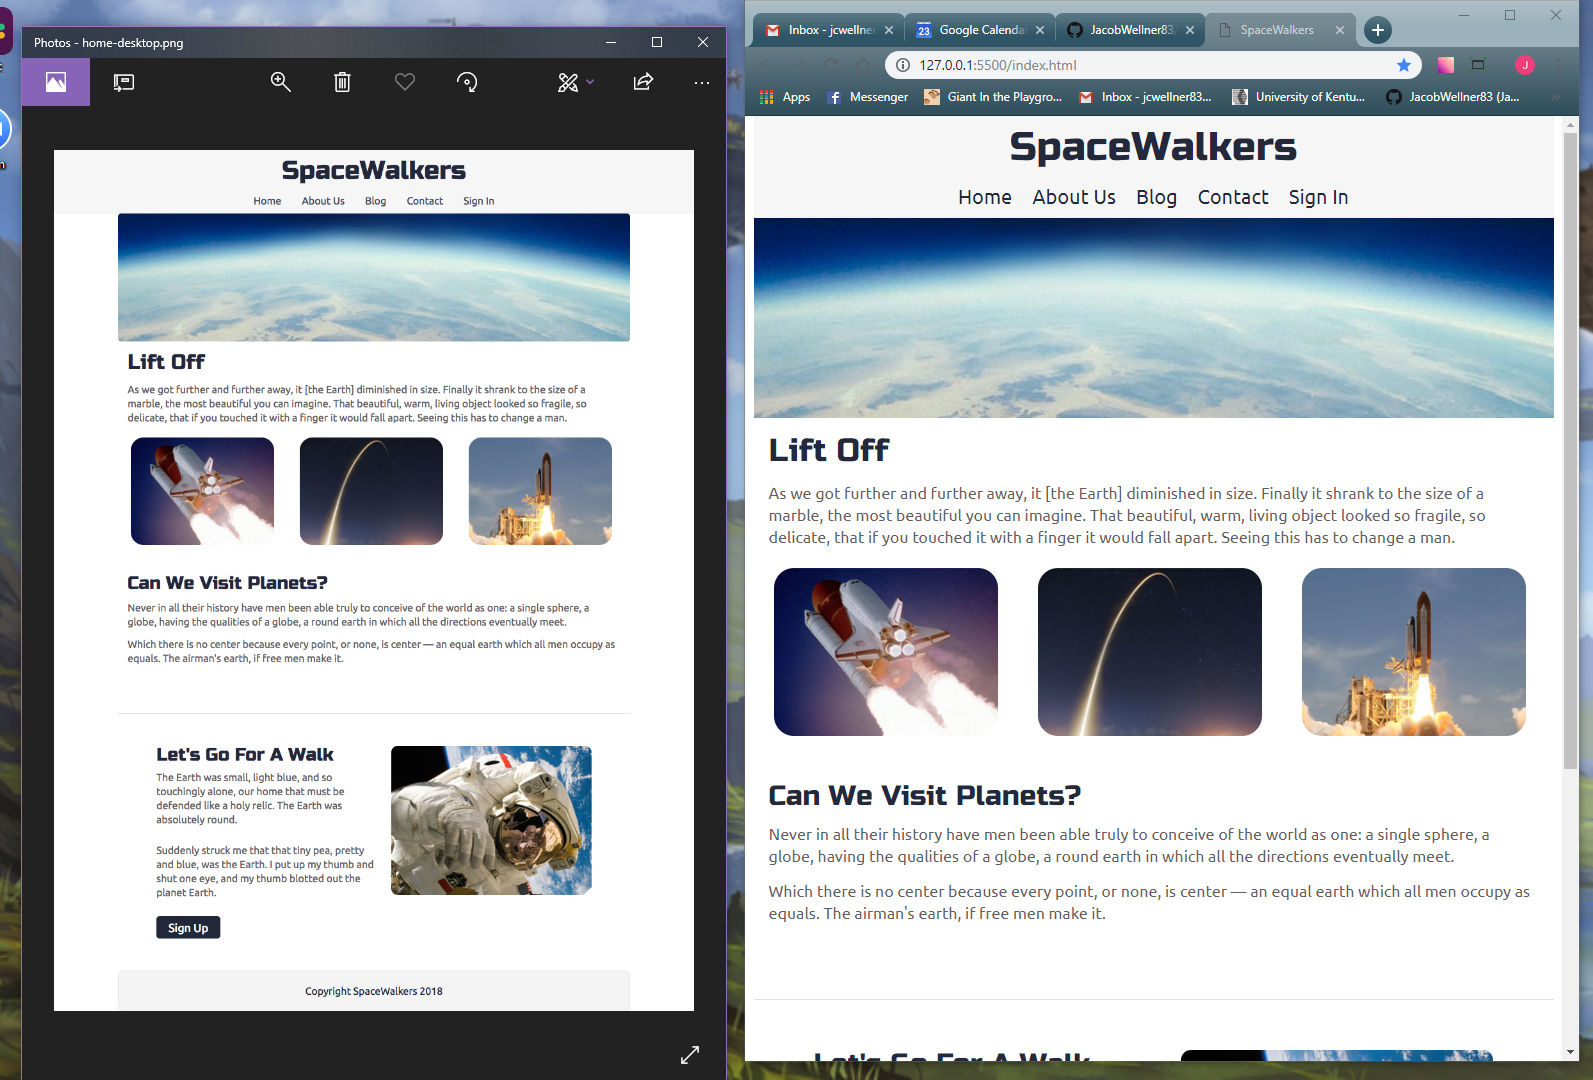 Photos - home-desktop.png
SpaceWalkers
Home About Us Blog Contact Sign In
Lift Off
As we got further and further away, it [the Earth] diminished in size. Finally it shrank to the size of a
marble, the most beautiful you can imagine. That beautiful, warm, living object looked so fragile, so
delicate, that if you touched it with a finger it would fall apart. Seeing this has to change a man.
Can We Visit Planets?
Never in all their history have men been able truly to conceive of the world as one: a single sphere, a
globe, having the qualities of a globe, a round earth in which all the directions eventually meet.
Which there is no center because every point, or none, is center — an equal earth which all men occupy as
equals. The airman's earth, if free men make it.
Let's Go For A Walk
The Earth was small, light blue, and so
touchingly alone, our home that must be
defended like a holy relic. The Earth was
absolutely round.
Suddenly struck me that that tiny pea, pretty
and blue, was the Earth. I put up my thumb and
shut one eye, and my thumb blotted out the
planet Earth.
Sign Up
Copyright SpaceWalkers 2018
Inbox - jcwellner 23 Google Calenda JacobWellner83/ SpaceWalkers
127.0.0.1:5500/index.html J
Apps Messenger Giant In the Playgro... Inbox - jcwellner83... University of Kentu... JacobWellner83 (Ja... »
SpaceWalkers
Home About Us Blog Contact Sign In
Lift Off
As we got further and further away, it [the Earth] diminished in size. Finally it shrank to the size of a
marble, the most beautiful you can imagine. That beautiful, warm, living object looked so fragile, so
delicate, that if you touched it with a finger it would fall apart. Seeing this has to change a man.
Can We Visit Planets?
Never in all their history have men been able truly to conceive of the world as one: a single sphere, a
globe, having the qualities of a globe, a round earth in which all the directions eventually meet.
Which there is no center because every point, or none, is center — an equal earth which all men occupy as
equals. The airman's earth, if free men make it.
Let's Go For A Walk